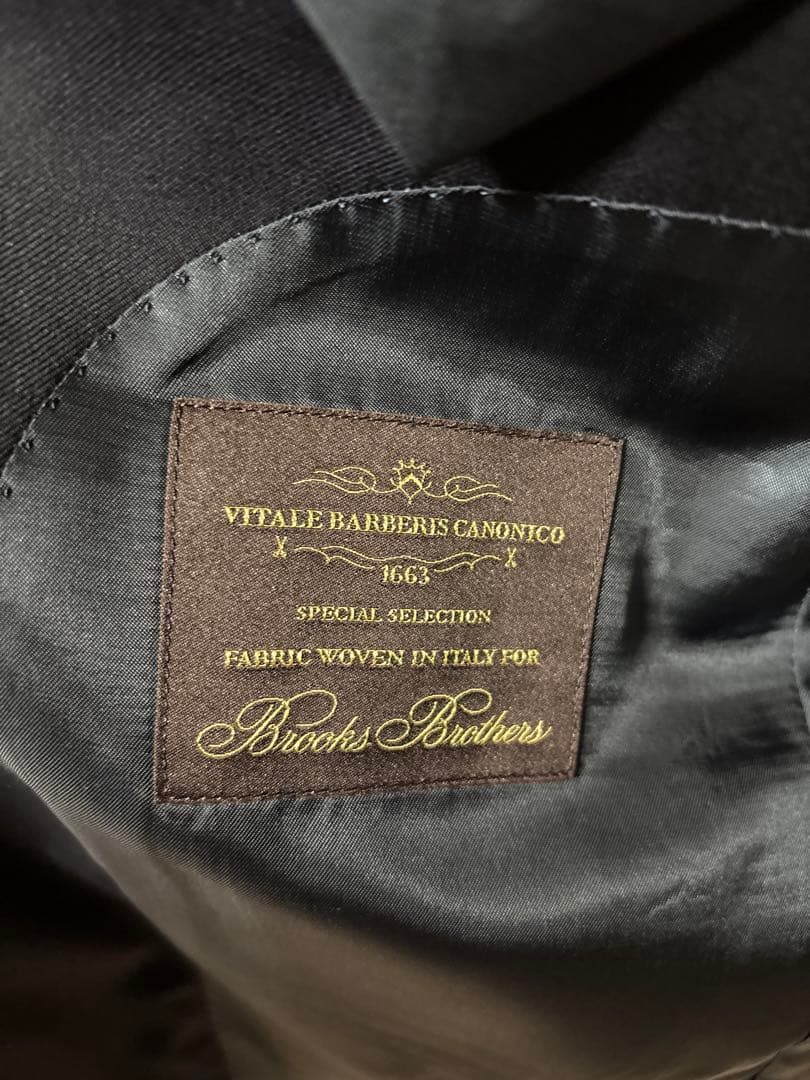 VITALE BARBERIS CANONICO
1663
SPECIAL SELECTION
FABRIC WOVEN IN ITALY FOR
Brooks Brothers